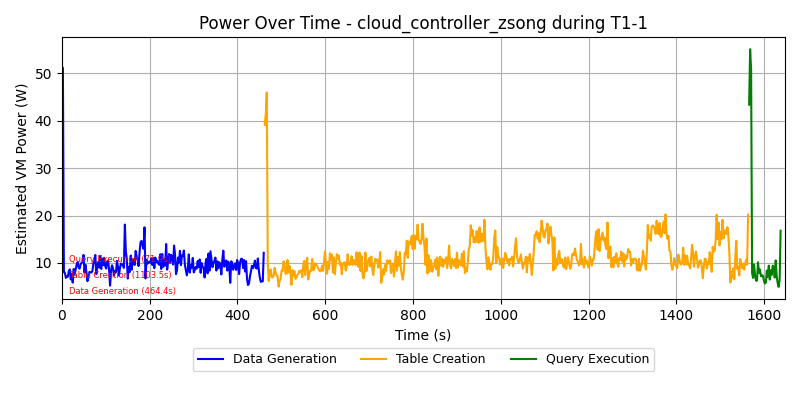 Power Over Time - cloud_controller_zsong during T1-1
Estimated VM Power (W)
50
40
30
20
10
Query Execution
Table Creation (1103.5s)
Data Generation (464.4s)
0
200
400
600
800
1000
1200
1400
1600
Time (s)
Data Generation
Table Creation
Query Execution